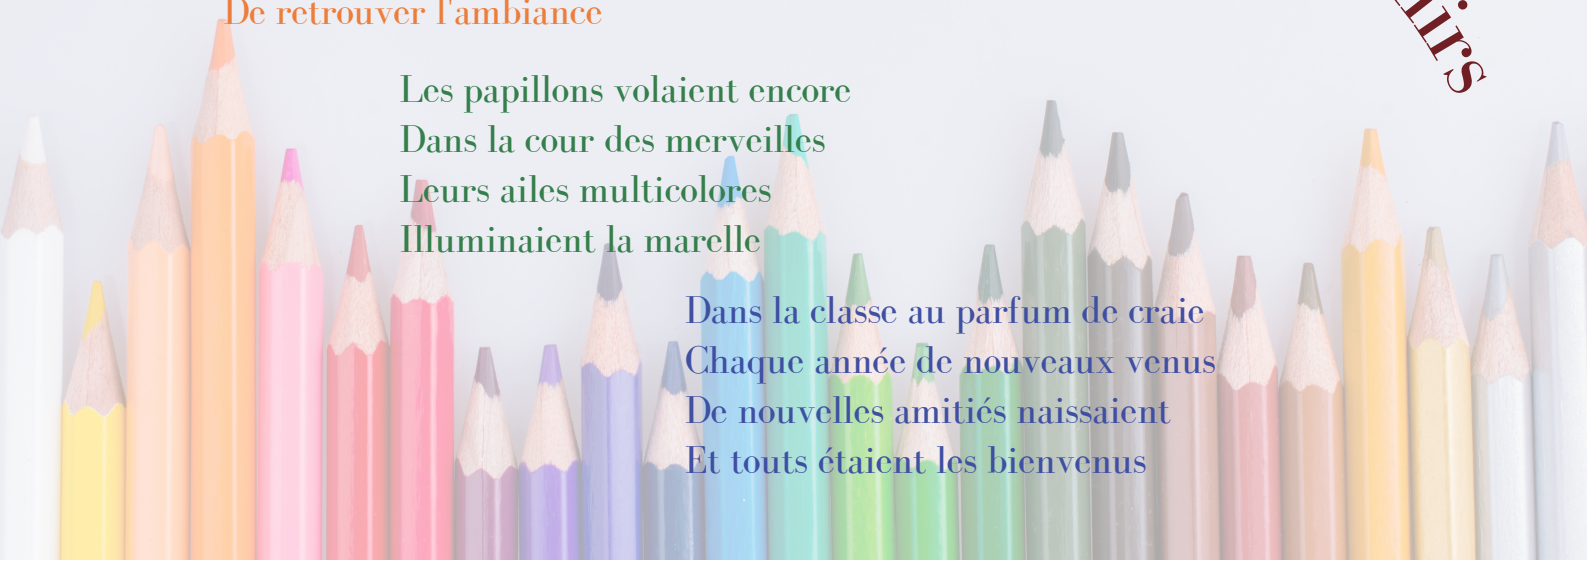 De retrouver l'ambiance
Les papillons volaient encore
Dans la cour des merveilles
Leurs ailes multicolores
Illuminaient la marelle
Dans la classe au parfum de craie
Chaque année de nouveaux venus
De nouvelles amitiés naissaient
Et touts étaient les bienvenus